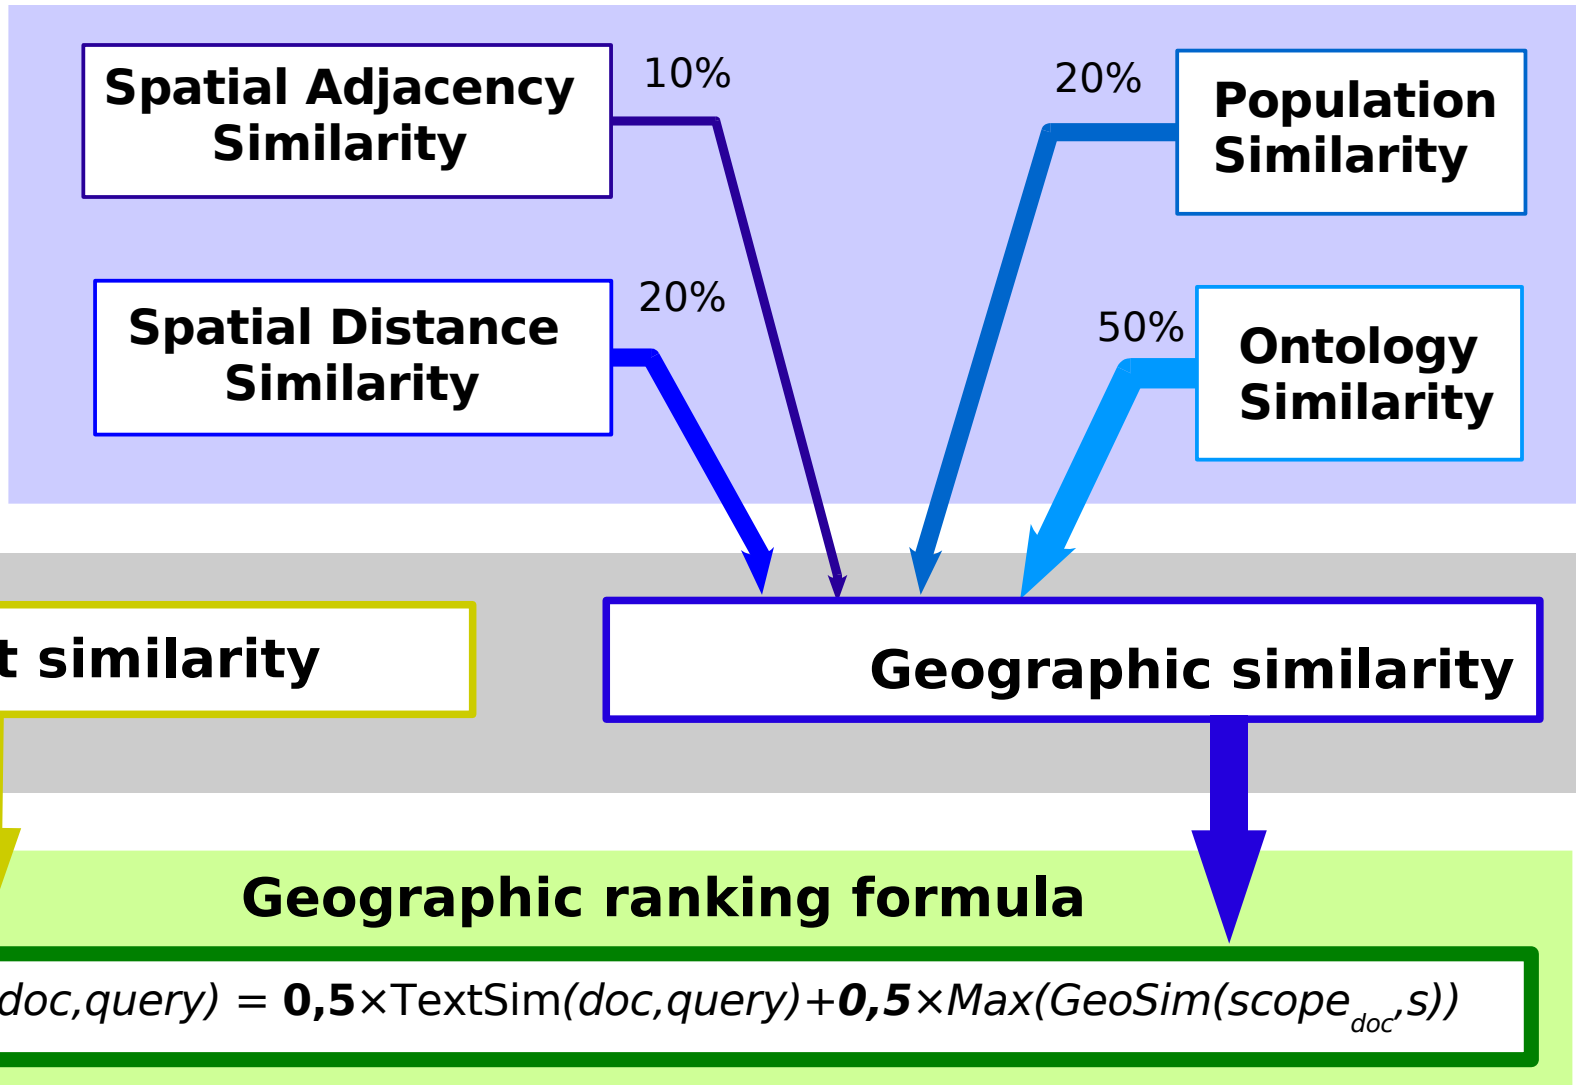 Spatial Adjacency
Similarity
10%
20%
Population
Similarity
Spatial Distance
Similarity
20%
50%
Ontology
Similarity
t similarity
Geographic similarity
Geographic ranking formula
doc,query) = 0,5×TextSim(doc,query)+0,5×Max(GeoSim(scope_doc,s))